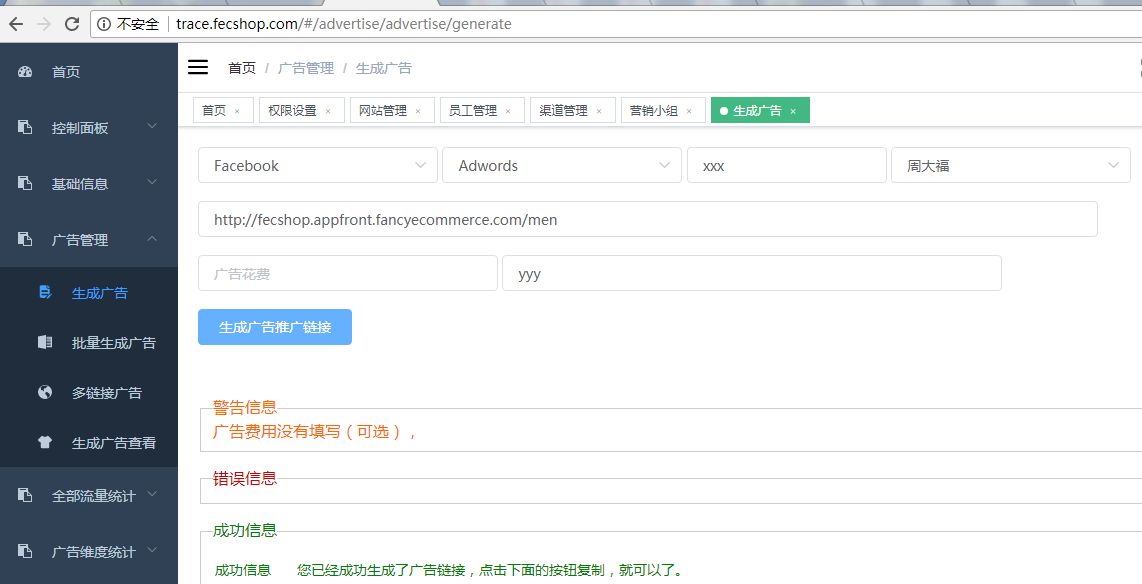 不安全 trace.fecshop.com/#/advertise/advertise/generate
首页
控制面板
基础信息
广告管理
生成广告
批量生成广告
多链接广告
生成广告查看
全部流量统计
广告维度统计
首页 / 广告管理 / 生成广告
首页 × 权限设置 × 网站管理 × 员工管理 × 渠道管理 × 营销小组 × 生成广告 ×
Facebook Adwords xxx 周大福
http://fecshop.appfront.fancyecommerce.com/men
广告花费 yyy
生成广告推广链接
警告信息
广告费用没有填写（可选），
错误信息
成功信息
成功信息 您已经成功生成了广告链接，点击下面的按钮复制，就可以了。